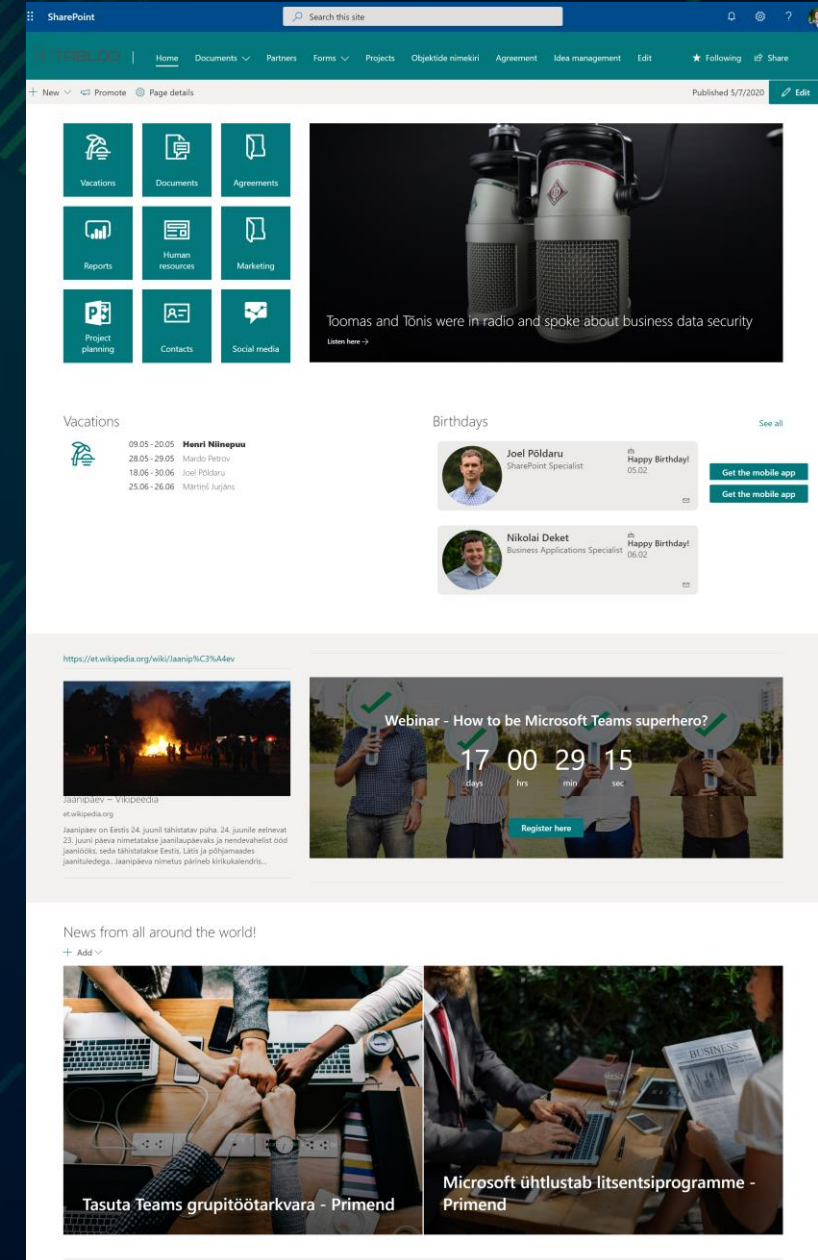 SharePoint
Search this site
?
TABLOO
Home
Documents
Partners
Forms
Projects
Objektide nimekiri
Agreement
Idea management
Edit
Following
Share
+ New
Promote
Page details
Published 5/7/2020
Edit
Vacations
Documents
Agreements
Reports
Human
resources
Marketing
Project
planning
Contacts
Social media
Toomas and Tõnis were in radio and spoke about business data security
Listen here →
Vacations
09.05 - 20.05 Henri Niinepuu
28.05 - 29.05 Mardo Petrov
18.06 - 30.06 Joel Põldaru
25.06 - 26.06 Mārtiņš Jurjāns
Birthdays
See all
Joel Põldaru
SharePoint Specialist
Happy Birthday!
05.02
Nikolai Deket
Business Applications Specialist
Happy Birthday!
06.02
Get the mobile app
Get the mobile app
https://et.wikipedia.org/wiki/Jaanip%C3%A4ev
Jaanipäev – Vikipeedia
et.wikipedia.org
Jaanipäev on Eestis 24. juunil tähistatav püha. 24. juunile eelnevat
23. juuni päeva nimetatakse jaanilaupäevaks ja nendevahelist ööd
jaaniööks, seda tähistatakse Eestis, Lätis ja põhjamaades
jaanituledega.. Jaanipäeva nimetus pärineb kirikukalendris...
Webinar - How to be Microsoft Teams superhero?
17 00 29 15
days hrs min sec
Register here
News from all around the world!
+ Add
Tasuta Teams grupitöötarkvara - Primend
BUSINESS
Microsoft ühtlustab litsentsiprogramme -
Primend